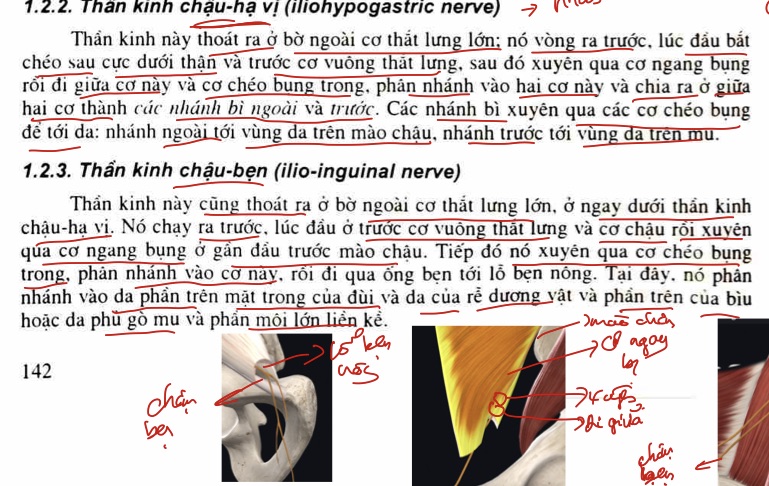 1.2.2. Thần kinh chậu-hạ vị (iliohypogastric nerve)
Thần kinh này thoát ra ở bờ ngoài cơ thắt lưng lớn; nó vòng ra trước, lúc đầu bắt
chéo sau cực dưới thận và trước cơ vuông thắt lưng, sau đó xuyên qua cơ ngang bụng
rồi đi giữa cơ này và cơ chéo bụng trong, phân nhánh vào hai cơ này và chia ra ở giữa
hai cơ thành các nhánh bì ngoài và trước. Các nhánh bì xuyên qua các cơ chéo bụng
để tới da: nhánh ngoài tới vùng da trên mào chậu, nhánh trước tới vùng da trên mu.
1.2.3. Thần kinh chậu-bẹn (ilio-inguinal nerve)
Thần kinh này cũng thoát ra ở bờ ngoài cơ thắt lưng lớn, ở ngay dưới thần kinh
chậu-hạ vị. Nó chạy ra trước, lúc đầu ở trước cơ vuông thắt lưng và cơ chậu rồi xuyên
qua cơ ngang bụng ở gần đầu trước mào chậu. Tiếp đó nó xuyên qua cơ chéo bụng
trong, phân nhánh vào cơ này, rồi đi qua ống bẹn tới lỗ bẹn nông. Tại đây, nó phân
nhánh vào da phần trên mặt trong của đùi và da của rễ dương vật và phần trên của bìu
hoặc da phủ gò mu và phần môi lớn liền kề.
142
lỗ bẹn
nông
chậu
bẹn
mào chậu
cơ ngang
đi giữa
chậu
bẹn